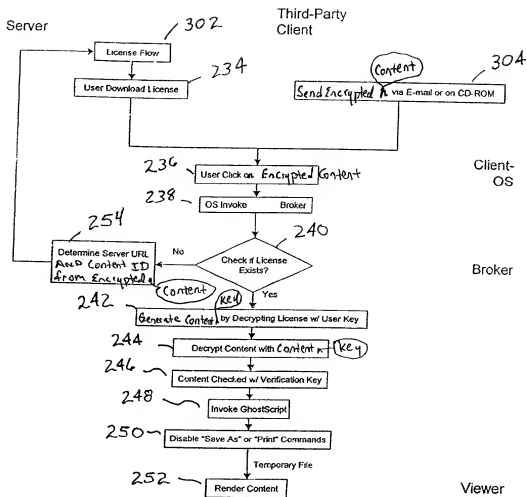 Server
Third-Party
Client
302
License Flow
234
User Download License
Content
304
Send Encrypted via E-mail or on CD-ROM
236
User Click on Encrypted Content
Client-
OS
238
OS Invoke Broker
254
240
Determine Server URL
AND Content ID
from Encrypted
Content
No
Check if License
Exists?
Broker
Yes
242
key
Generate Content by Decrypting License w/ User Key
244
Decrypt Content with Content
key
246
Content Checked w/ Verification Key
248
Invoke GhostScript
250
Disable "Save As" or "Print" Commands
Temporary File
252
Render Content
Viewer